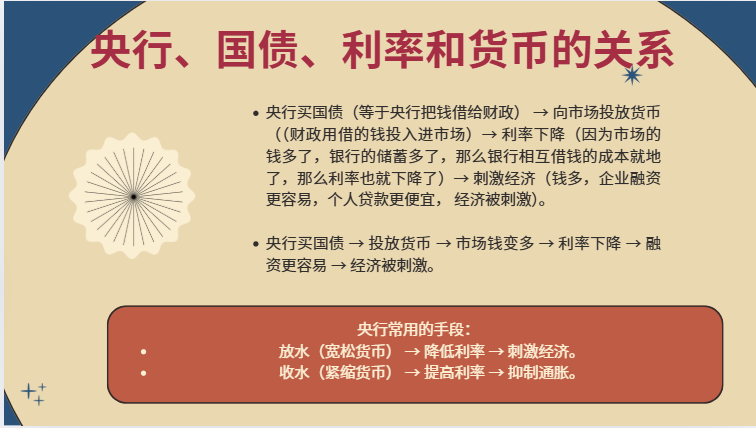 央行、国债、利率和货币的关系
• 央行买国债（等于央行把钱借给财政） → 向市场投放货币
（（财政用借的钱投入进市场）→ 利率下降（因为市场的
钱多了，银行的储蓄多了，那么银行相互借钱的成本就地
了，那么利率也就下降了）→ 刺激经济（钱多，企业融资
更容易，个人贷款更便宜， 经济被刺激）。
• 央行买国债 → 投放货币 → 市场钱变多 → 利率下降 → 融
资更容易 → 经济被刺激。
央行常用的手段：
• 放水（宽松货币） → 降低利率 → 刺激经济。
• 收水（紧缩货币） → 提高利率 → 抑制通胀。